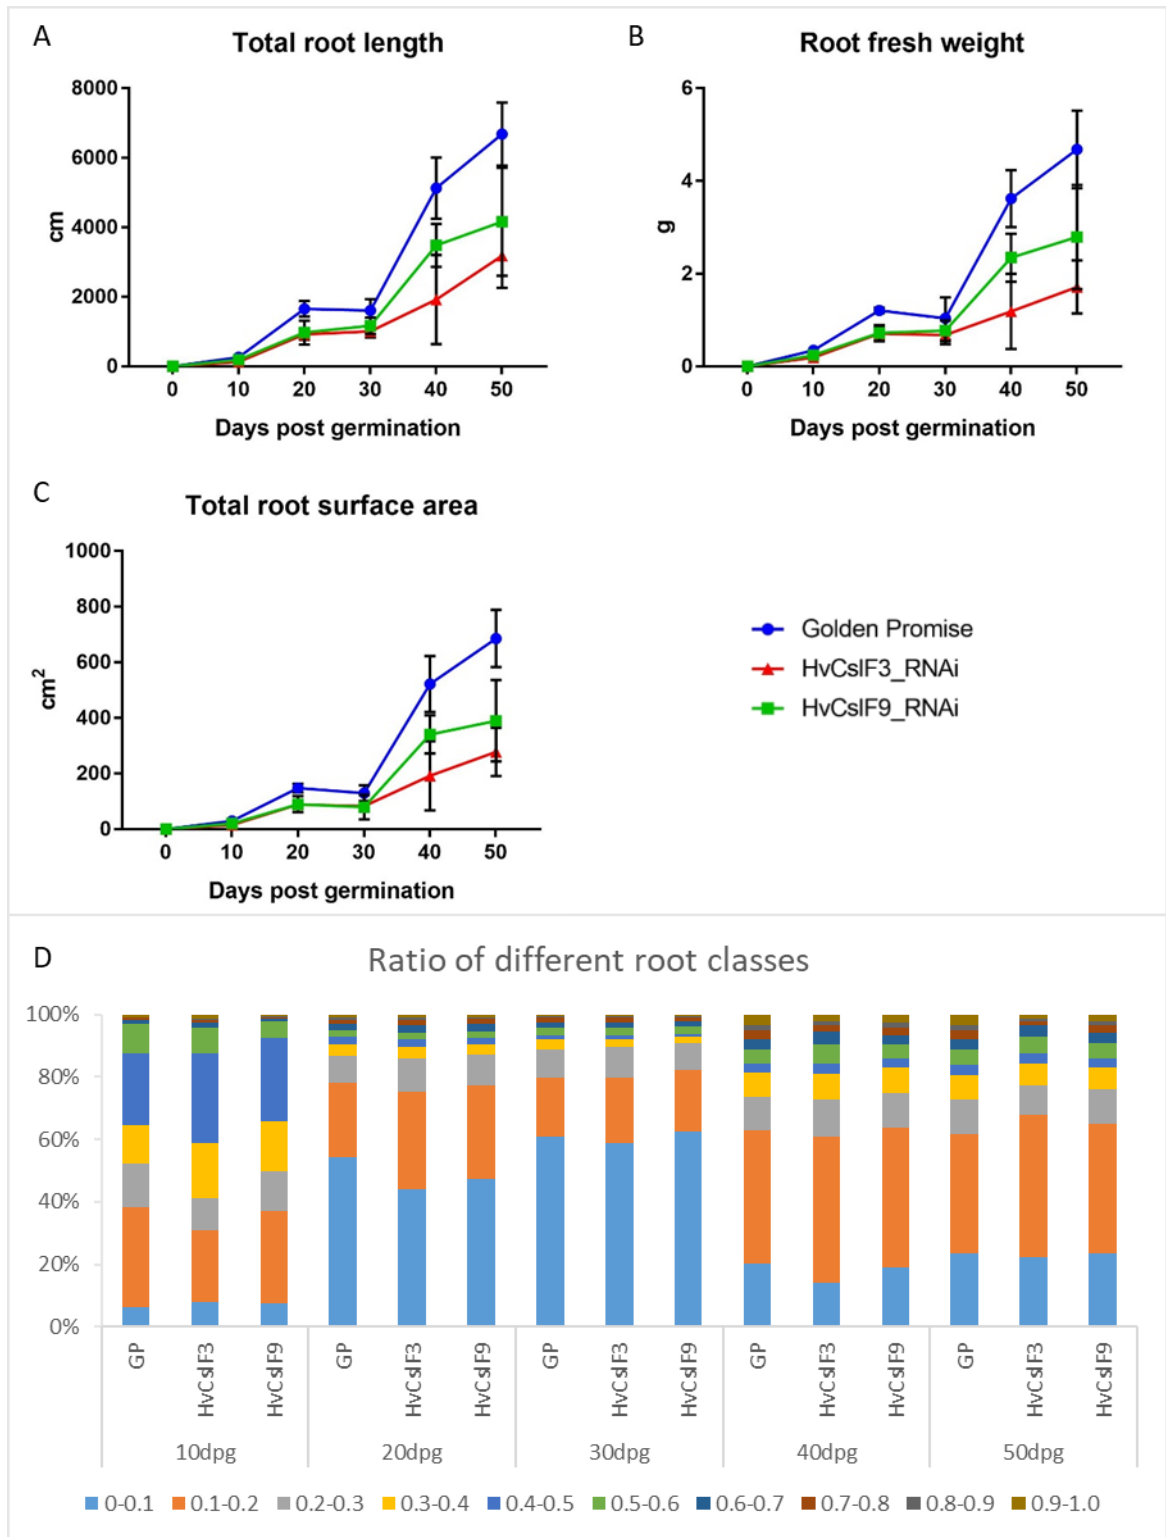 A
Total root length
8000
6000
4000
2000
0
cm
0 10 20 30 40 50
Days post germination
B
Root fresh weight
6
4
2
0
g
0 10 20 30 40 50
Days post germination
C
Total root surface area
1000
800
600
400
200
0
cm²
0 10 20 30 40 50
Days post germination
Golden Promise
HvCslF3_RNAi
HvCslF9_RNAi
D
Ratio of different root classes
100%
80%
60%
40%
20%
0%
GP HvCslF3 HvCslF9 GP HvCslF3 HvCslF9 GP HvCslF3 HvCslF9 GP HvCslF3 HvCslF9 GP HvCslF3 HvCslF9
10dpg 20dpg 30dpg 40dpg 50dpg
0-0.1 0.1-0.2 0.2-0.3 0.3-0.4 0.4-0.5 0.5-0.6 0.6-0.7 0.7-0.8 0.8-0.9 0.9-1.0